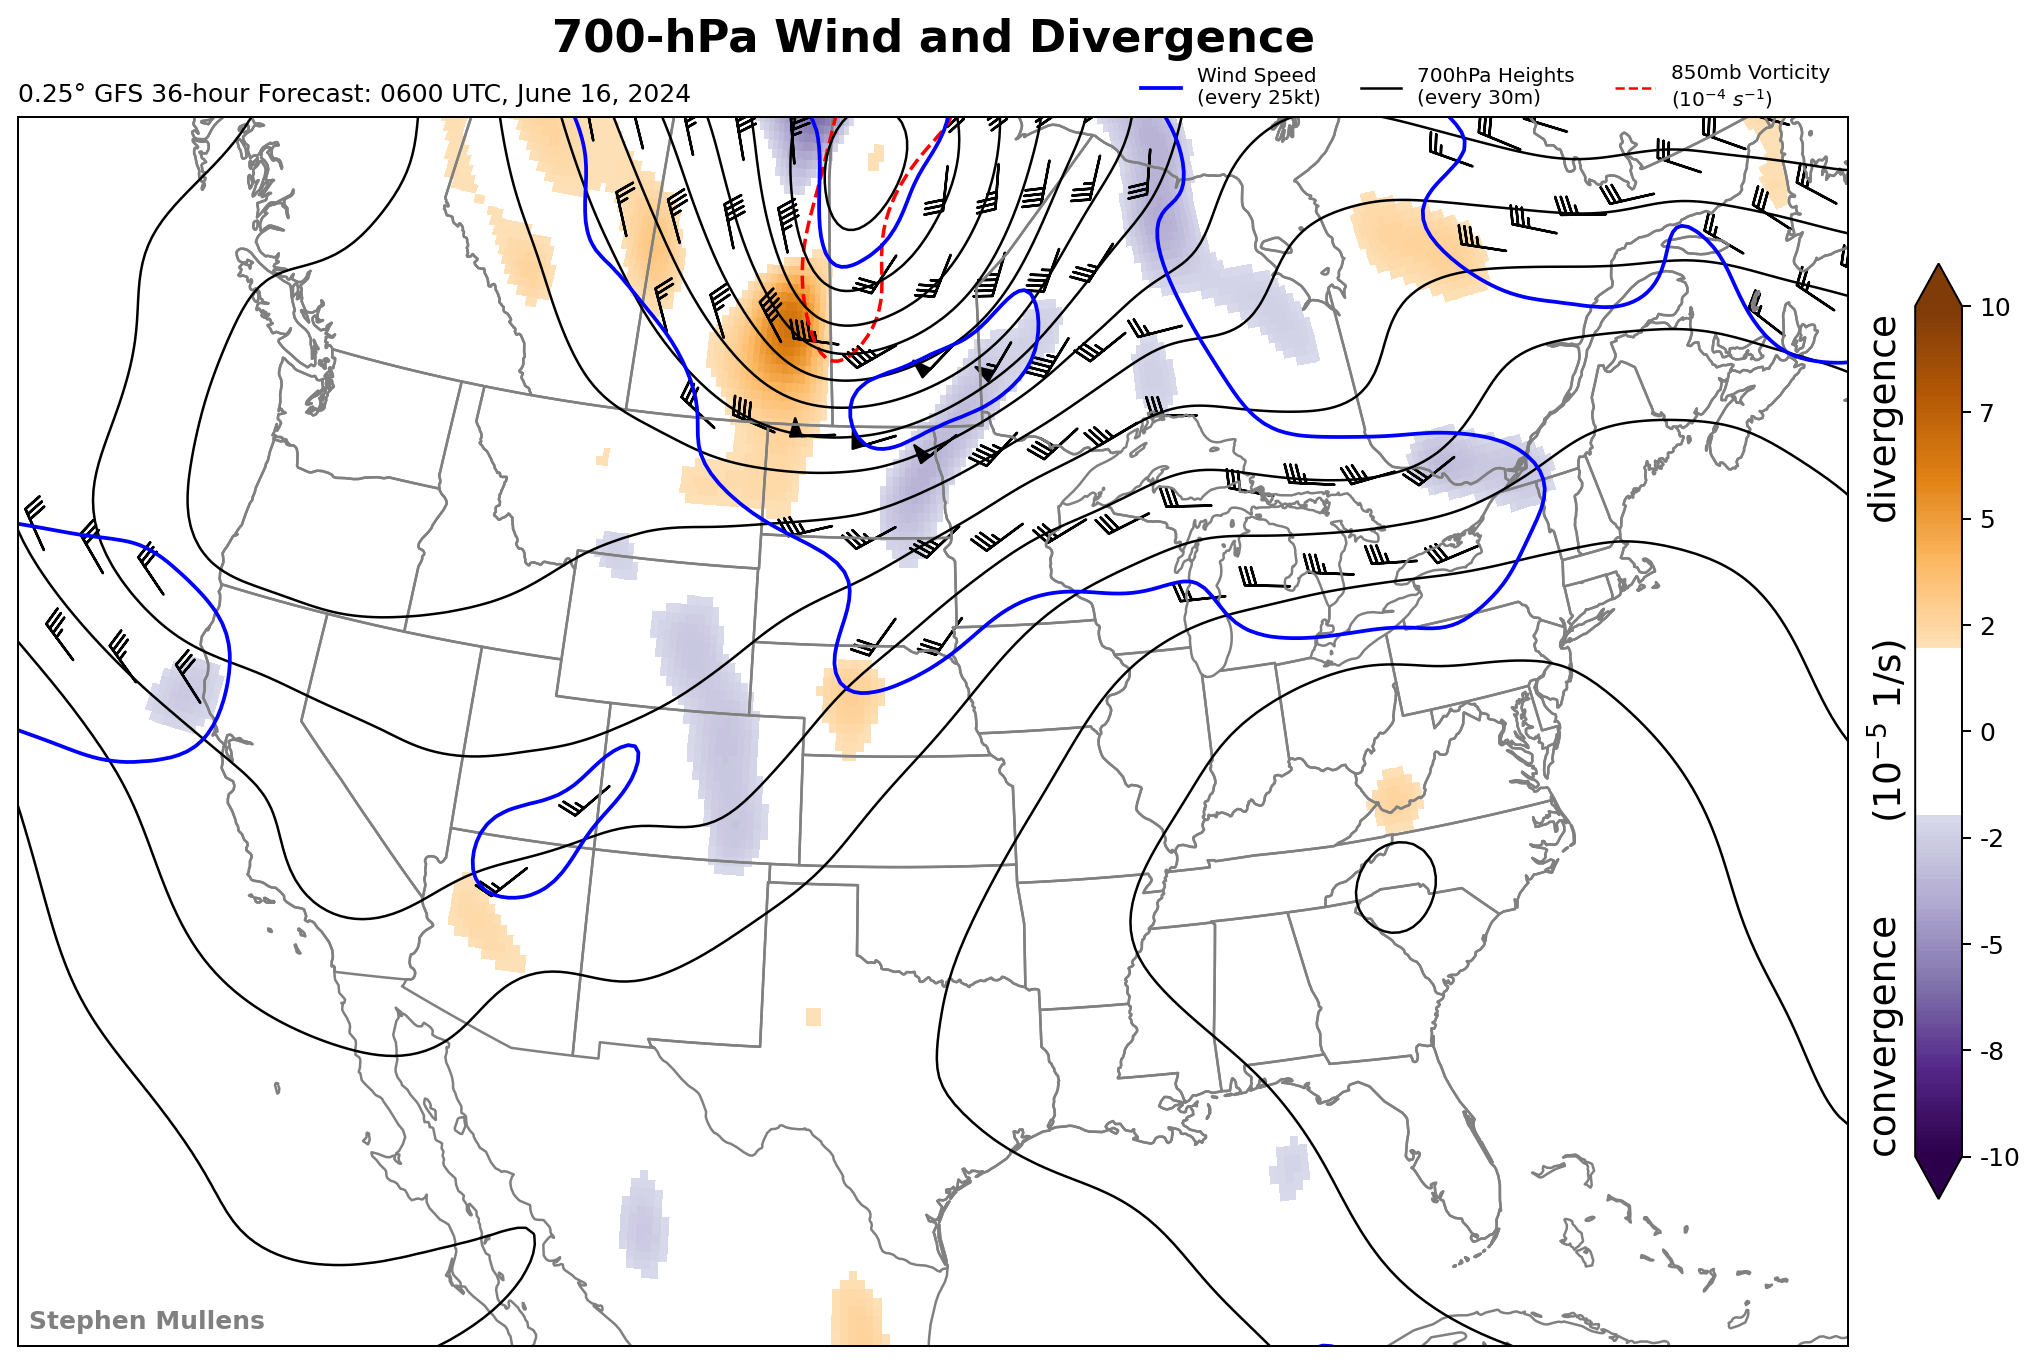 700-hPa Wind and Divergence
0.25° GFS 36-hour Forecast: 0600 UTC, June 16, 2024
Wind Speed
(every 25kt)
700hPa Heights
(every 30m)
850mb Vorticity
(10⁻⁴ s⁻¹)
convergence (10⁻⁵ 1/s) divergence
10
7
5
2
0
-2
-5
-8
-10
Stephen Mullens